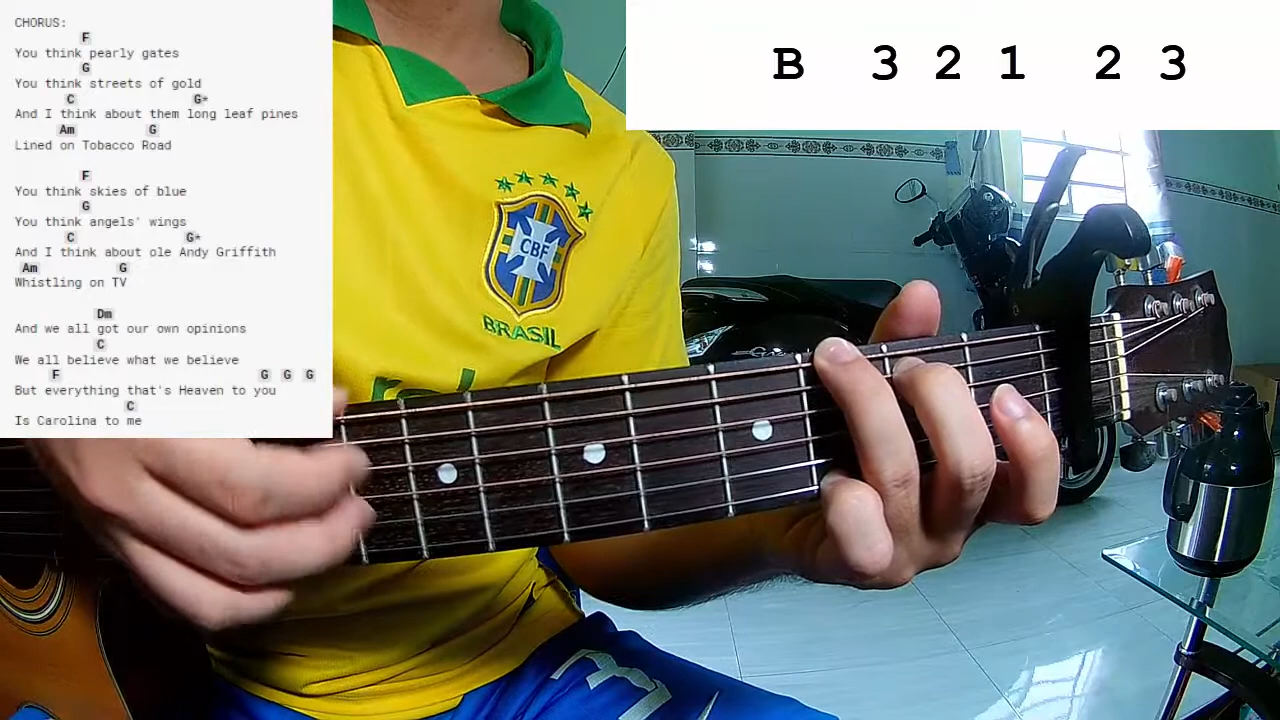 CHORUS:
F
You think pearly gates
G
You think streets of gold
C G*
And I think about them long leaf pines
Am G
Lined on Tobacco Road
F
You think skies of blue
G
You think angels' wings
C G*
And I think about ole Andy Griffith
Am G
Whistling on TV
Dm
And we all got our own opinions
C
We all believe what we believe
F G G G
But everything that's Heaven to you
C
Is Carolina to me
B 3 2 1 2 3
CBF
BRASIL